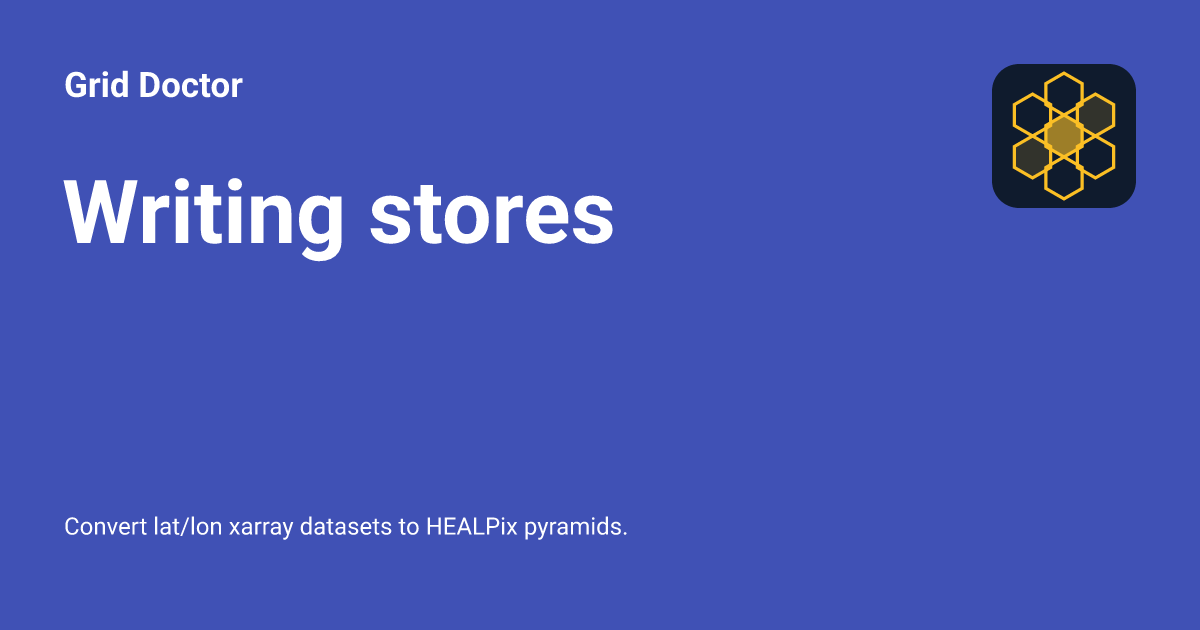 Grid Doctor
Writing stores
Convert lat/lon xarray datasets to HEALPix pyramids.